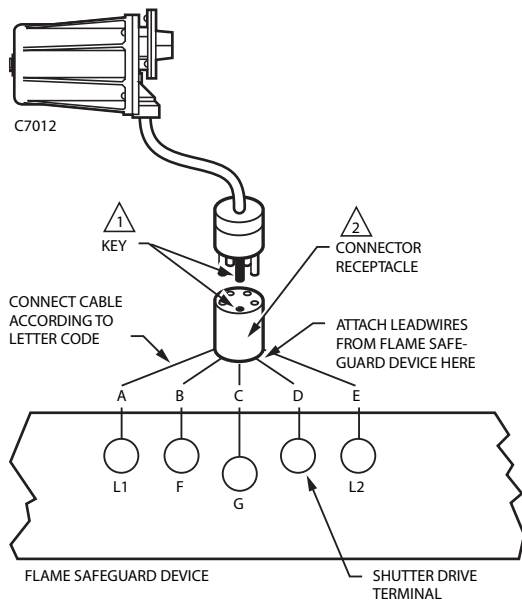 C7012
1
KEY
2
CONNECTOR
RECEPTACLE
CONNECT CABLE
ACCORDING TO
LETTER CODE
ATTACH LEADWIRES
FROM FLAME SAFE-
GUARD DEVICE HERE
A B C D E
L1 F G L2
FLAME SAFEGUARD DEVICE
SHUTTER DRIVE
TERMINAL